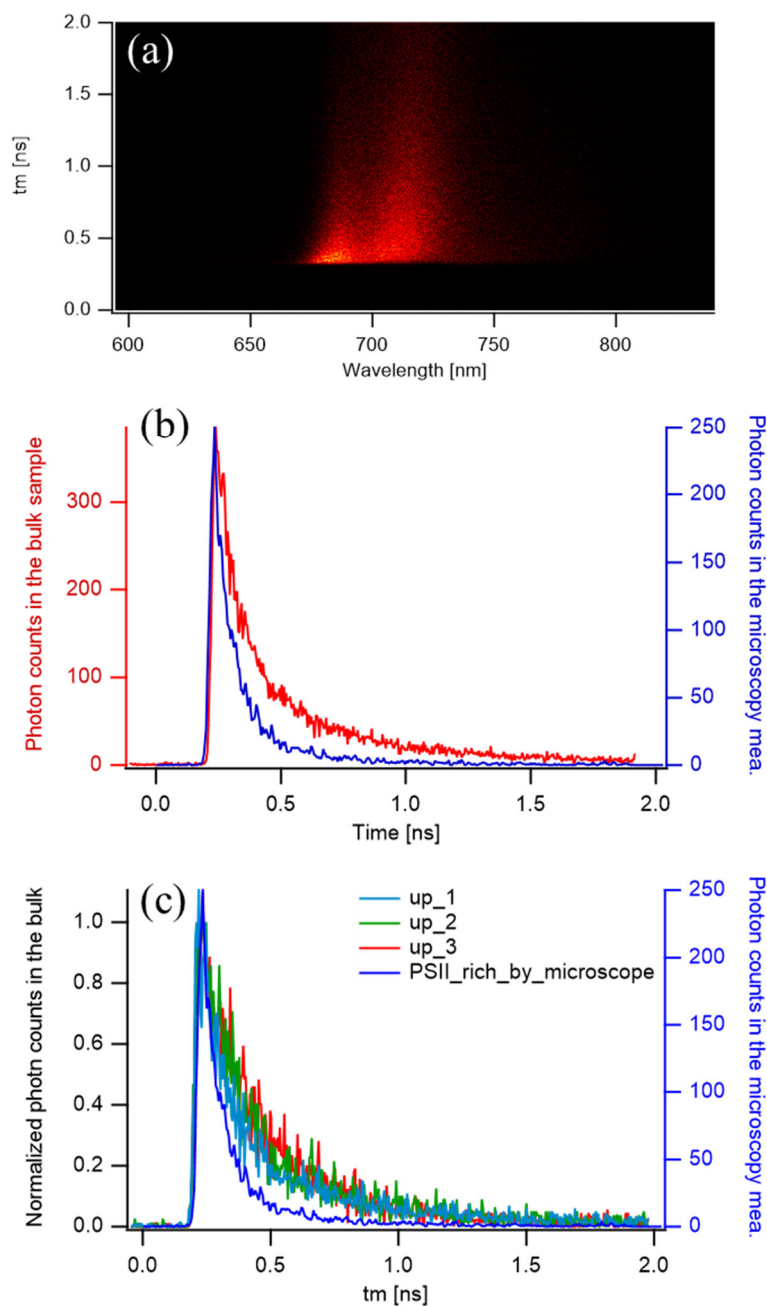 (a)
2.0
1.5
1.0
0.5
0.0
tm [ns]
600 650 700 750 800
Wavelength [nm]
(b)
300
200
100
0
Photon counts in the bulk sample
250
200
150
100
50
0
Photon counts in the microscopy mea.
0.0 0.5 1.0 1.5 2.0
Time [ns]
(c)
1.0
0.8
0.6
0.4
0.2
0.0
Normalized photn counts in the bulk
up_1
up_2
up_3
PSII_rich_by_microscope
250
200
150
100
50
0
Photon counts in the microscopy mea.
0.0 0.5 1.0 1.5 2.0
tm [ns]